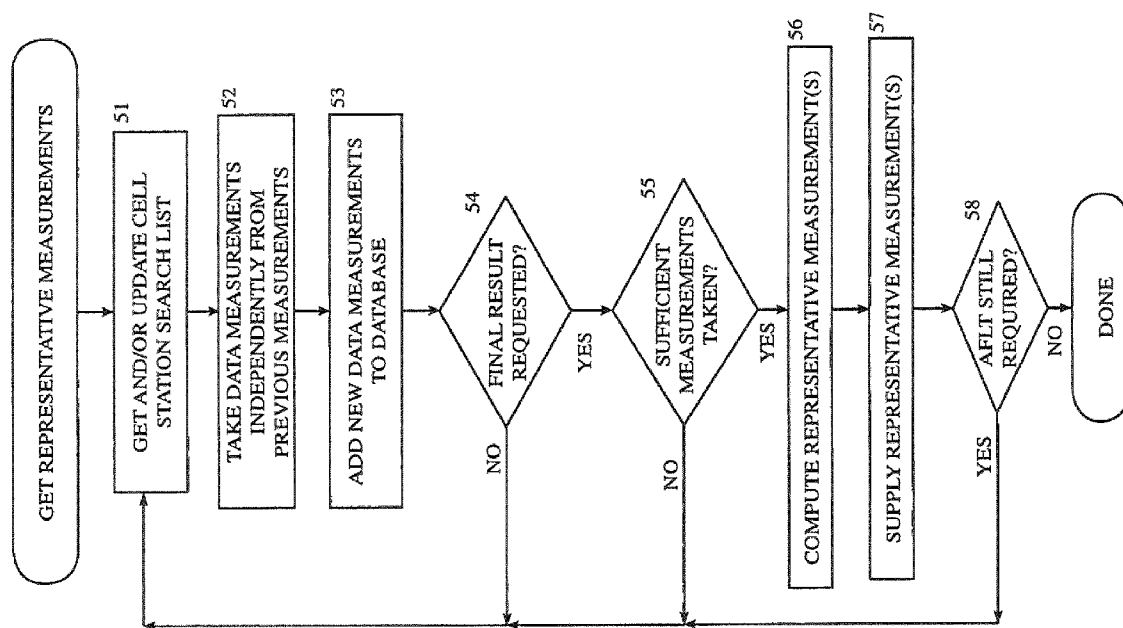 GET REPRESENTATIVE MEASUREMENTS
51
GET AND/OR UPDATE CELL
STATION SEARCH LIST
52
TAKE DATA MEASUREMENTS
INDEPENDENTLY FROM
PREVIOUS MEASUREMENTS
53
ADD NEW DATA MEASUREMENTS
TO DATABASE
54
FINAL RESULT
REQUESTED?
NO
YES
55
SUFFICIENT
MEASUREMENTS
TAKEN?
NO
YES
56
COMPUTE REPRESENTATIVE MEASUREMENT(S)
57
SUPPLY REPRESENTATIVE MEASUREMENT(S)
58
AFLT STILL
REQUIRED?
YES
NO
DONE